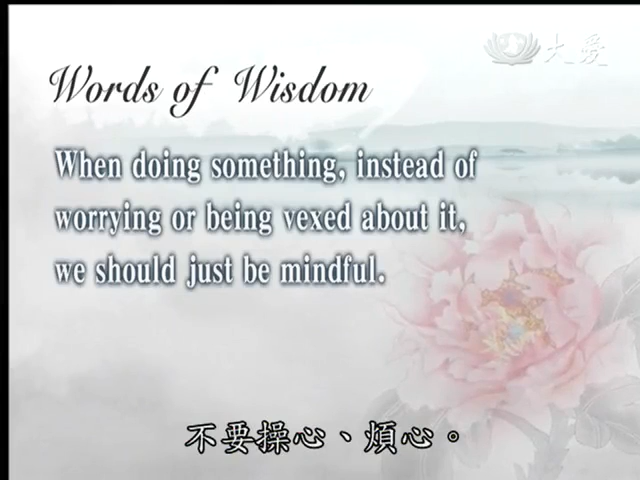 大愛
Words of Wisdom
When doing something, instead of
worrying or being vexed about it,
we should just be mindful.
不要操心、煩心。